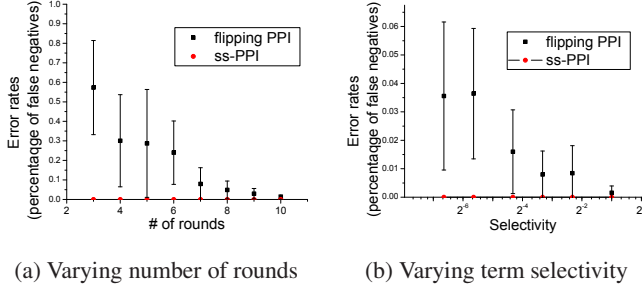 Error rates
(percentaqge of false negatives)
1.0
0.9
0.8
0.7
0.6
0.5
0.4
0.3
0.2
0.1
0.0
flipping PPI
ss-PPI
2 4 6 8 10
# of rounds
(a) Varying number of rounds
Error rates
(percentaqge of false negatives)
0.06
0.05
0.04
0.03
0.02
0.01
0.00
flipping PPI
ss-PPI
2^-6 2^-4 2^-2 2
Selectivity
(b) Varying term selectivity